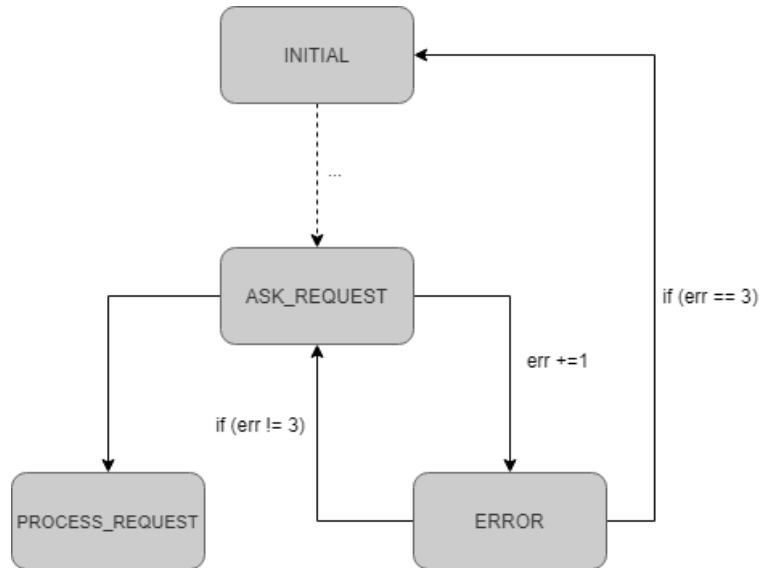 INITIAL
...
ASK_REQUEST
if (err == 3)
err +=1
if (err != 3)
PROCESS_REQUEST
ERROR